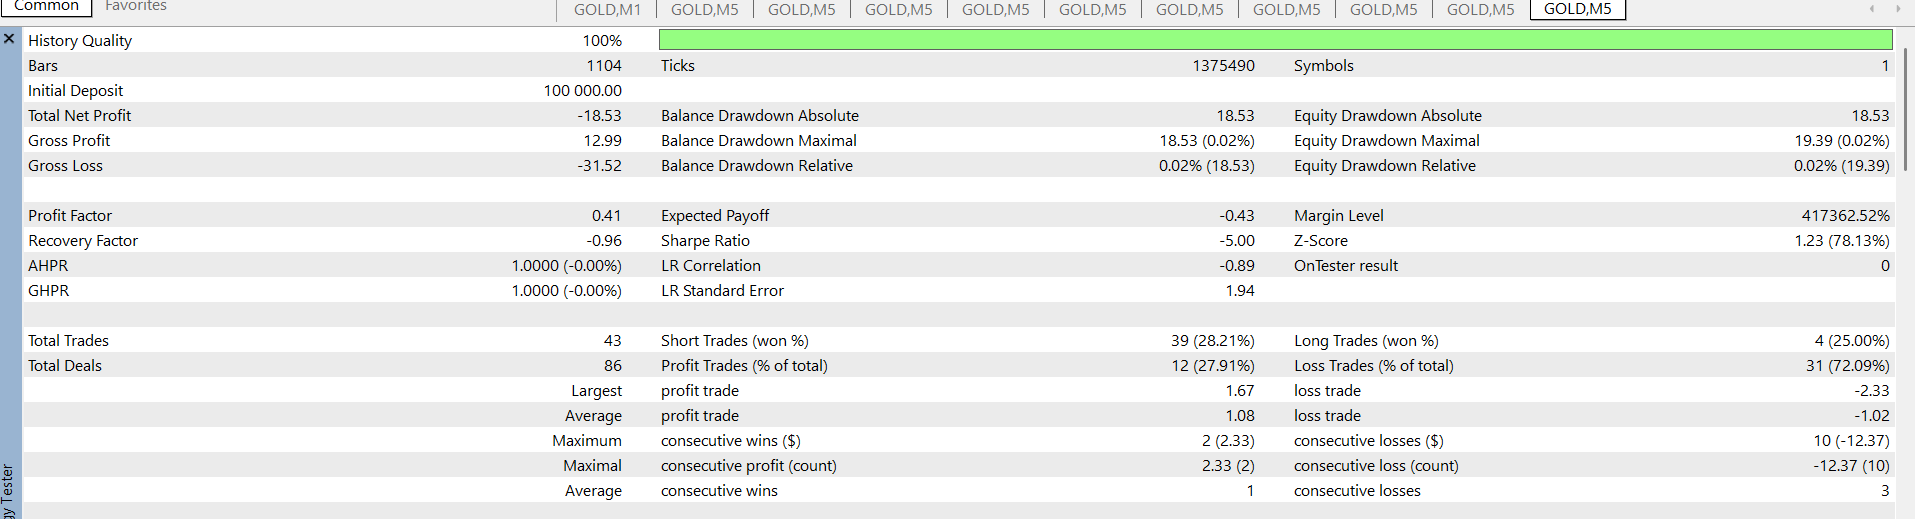 Common Favorites GOLD,M1 GOLD,M5 GOLD,M5 GOLD,M5 GOLD,M5 GOLD,M5 GOLD,M5 GOLD,M5 GOLD,M5 GOLD,M5 GOLD,M5
History Quality 100%
Bars 1104 Ticks 1375490 Symbols 1
Initial Deposit 100 000.00
Total Net Profit -18.53 Balance Drawdown Absolute 18.53 Equity Drawdown Absolute 18.53
Gross Profit 12.99 Balance Drawdown Maximal 18.53 (0.02%) Equity Drawdown Maximal 19.39 (0.02%)
Gross Loss -31.52 Balance Drawdown Relative 0.02% (18.53) Equity Drawdown Relative 0.02% (19.39)
Profit Factor 0.41 Expected Payoff -0.43 Margin Level 417362.52%
Recovery Factor -0.96 Sharpe Ratio -5.00 Z-Score 1.23 (78.13%)
AHPR 1.0000 (-0.00%) LR Correlation -0.89 OnTester result 0
GHPR 1.0000 (-0.00%) LR Standard Error 1.94
Total Trades 43 Short Trades (won %) 39 (28.21%) Long Trades (won %) 4 (25.00%)
Total Deals 86 Profit Trades (% of total) 12 (27.91%) Loss Trades (% of total) 31 (72.09%)
Largest profit trade 1.67 loss trade -2.33
Average profit trade 1.08 loss trade -1.02
Maximum consecutive wins ($) 2 (2.33) consecutive losses ($) 10 (-12.37)
Maximal consecutive profit (count) 2.33 (2) consecutive loss (count) -12.37 (10)
Average consecutive wins 1 consecutive losses 3
gy Tester